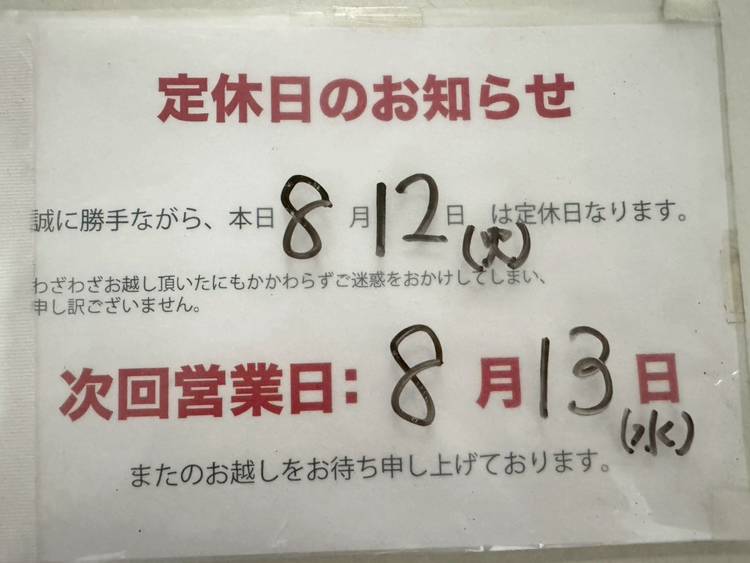 定休日のお知らせ
誠に勝手ながら、本日8月12日(火)は定休日なります。
わざわざお越し頂いたにもかかわらずご迷惑をおかけしてしまい、
申し訳ございません。
次回営業日：8月13日(水)
またのお越しをお待ち申し上げております。